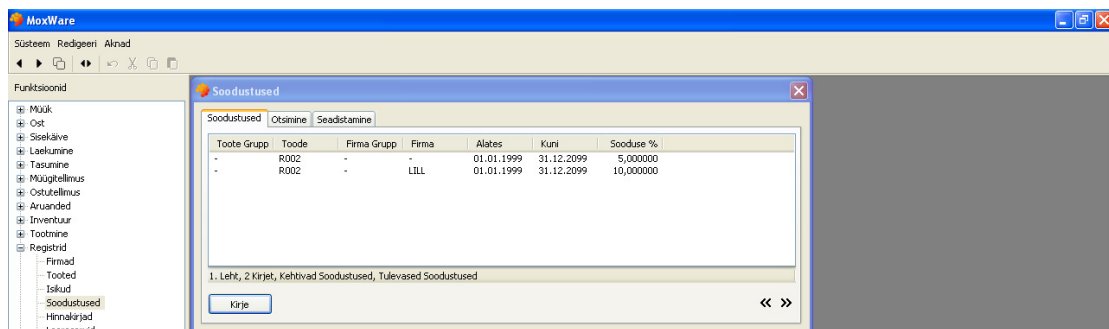 MoxWare
Süsteem Redigeeri Aknad
Funktsioonid
Müük
Ost
Sisekäive
Laekumine
Tasumine
Müügitellimus
Ostutellimus
Aruanded
Inventuur
Tootmine
Registrid
Firmad
Tooted
Isikud
Soodustused
Hinnakirjad
Soodustused
Soodustused Otsimine Seadistamine
Toote Grupp Toode Firma Grupp Firma Alates Kuni Sooduse %
- R002 - - 01.01.1999 31.12.2099 5,000000
- R002 - LILL 01.01.1999 31.12.2099 10,000000
1. Leht, 2 Kirjet, Kehtivad Soodustused, Tulevased Soodustused
Kirje